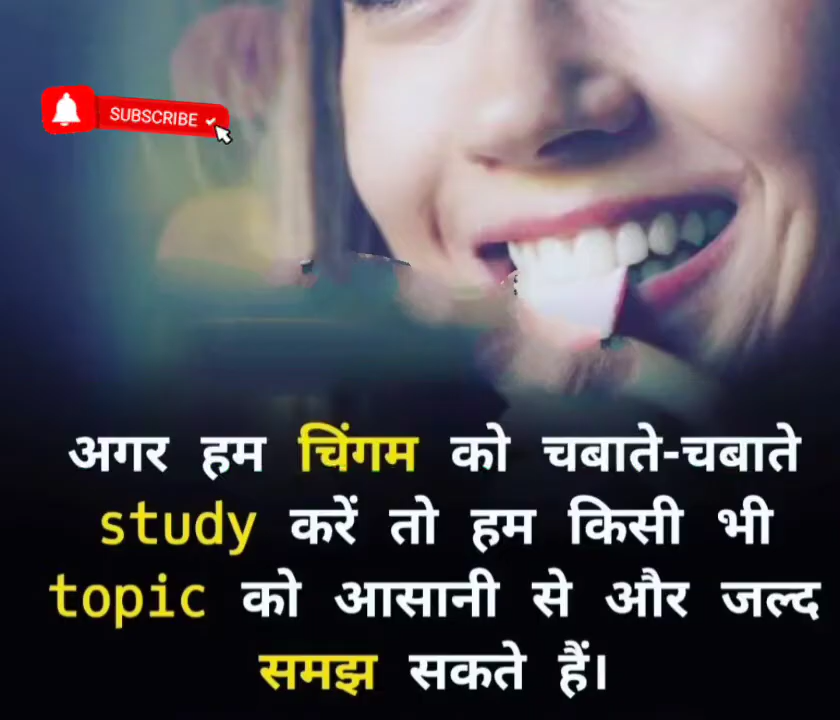 SUBSCRIBE
अगर हम चिंगम को चबाते-चबाते
study करें तो हम किसी भी
topic को आसानी से और जल्द
समझ सकते हैं।